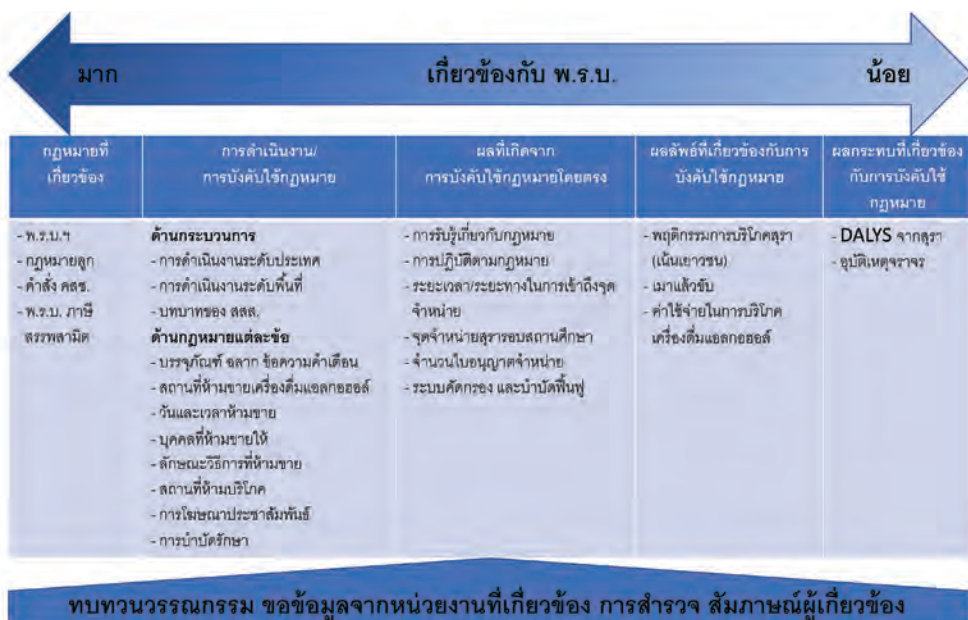 มาก เกี่ยวข้องกับ พ.ร.บ. น้อย
กฎหมายที่
เกี่ยวข้อง
การดำเนินงาน/
การบังคับใช้กฎหมาย
ผลที่เกิดจาก
การบังคับใช้กฎหมายโดยตรง
ผลลัพธ์ที่เกี่ยวข้องกับการ
บังคับใช้กฎหมาย
ผลกระทบที่เกี่ยวข้อง
กับการบังคับใช้
กฎหมาย
- พ.ร.บ.ฯ
- กฎหมายลูก
- คำสั่ง คสช.
- พ.ร.บ. ภาษี
สรรพสามิต
ด้านกระบวนการ
- การดำเนินงานระดับประเทศ
- การดำเนินงานระดับพื้นที่
- บทบาทของ สสส.
ด้านกฎหมายแต่ละข้อ
- บรรจุภัณฑ์ ฉลาก ข้อความคำเตือน
- สถานที่ห้ามขายเครื่องดื่มแอลกอฮอล์
- วันและเวลาห้ามขาย
- บุคคลที่ห้ามขายให้
- ลักษณะวิธีการที่ห้ามขาย
- สถานที่ห้ามบริโภค
- การโฆษณาประชาสัมพันธ์
- การบำบัดรักษา
- การรับรู้เกี่ยวกับกฎหมาย
- การปฏิบัติตามกฎหมาย
- ระยะเวลา/ระยะทางในการเข้าถึงจุด
จำหน่าย
- จุดจำหน่ายสุรารอบสถานศึกษา
- จำนวนใบอนุญาตจำหน่าย
- ระบบคัดกรอง และบำบัดฟื้นฟู
- พฤติกรรมการบริโภคสุรา
(เน้นเยาวชน)
- เมาแล้วขับ
- ค่าใช้จ่ายในการบริโภค
เครื่องดื่มแอลกอฮอล์
- DALYS จากสุรา
- อุบัติเหตุจราจร
ทบทวนวรรณกรรม ขอข้อมูลจากหน่วยงานที่เกี่ยวข้อง การสำรวจ สัมภาษณ์ผู้เกี่ยวข้อง